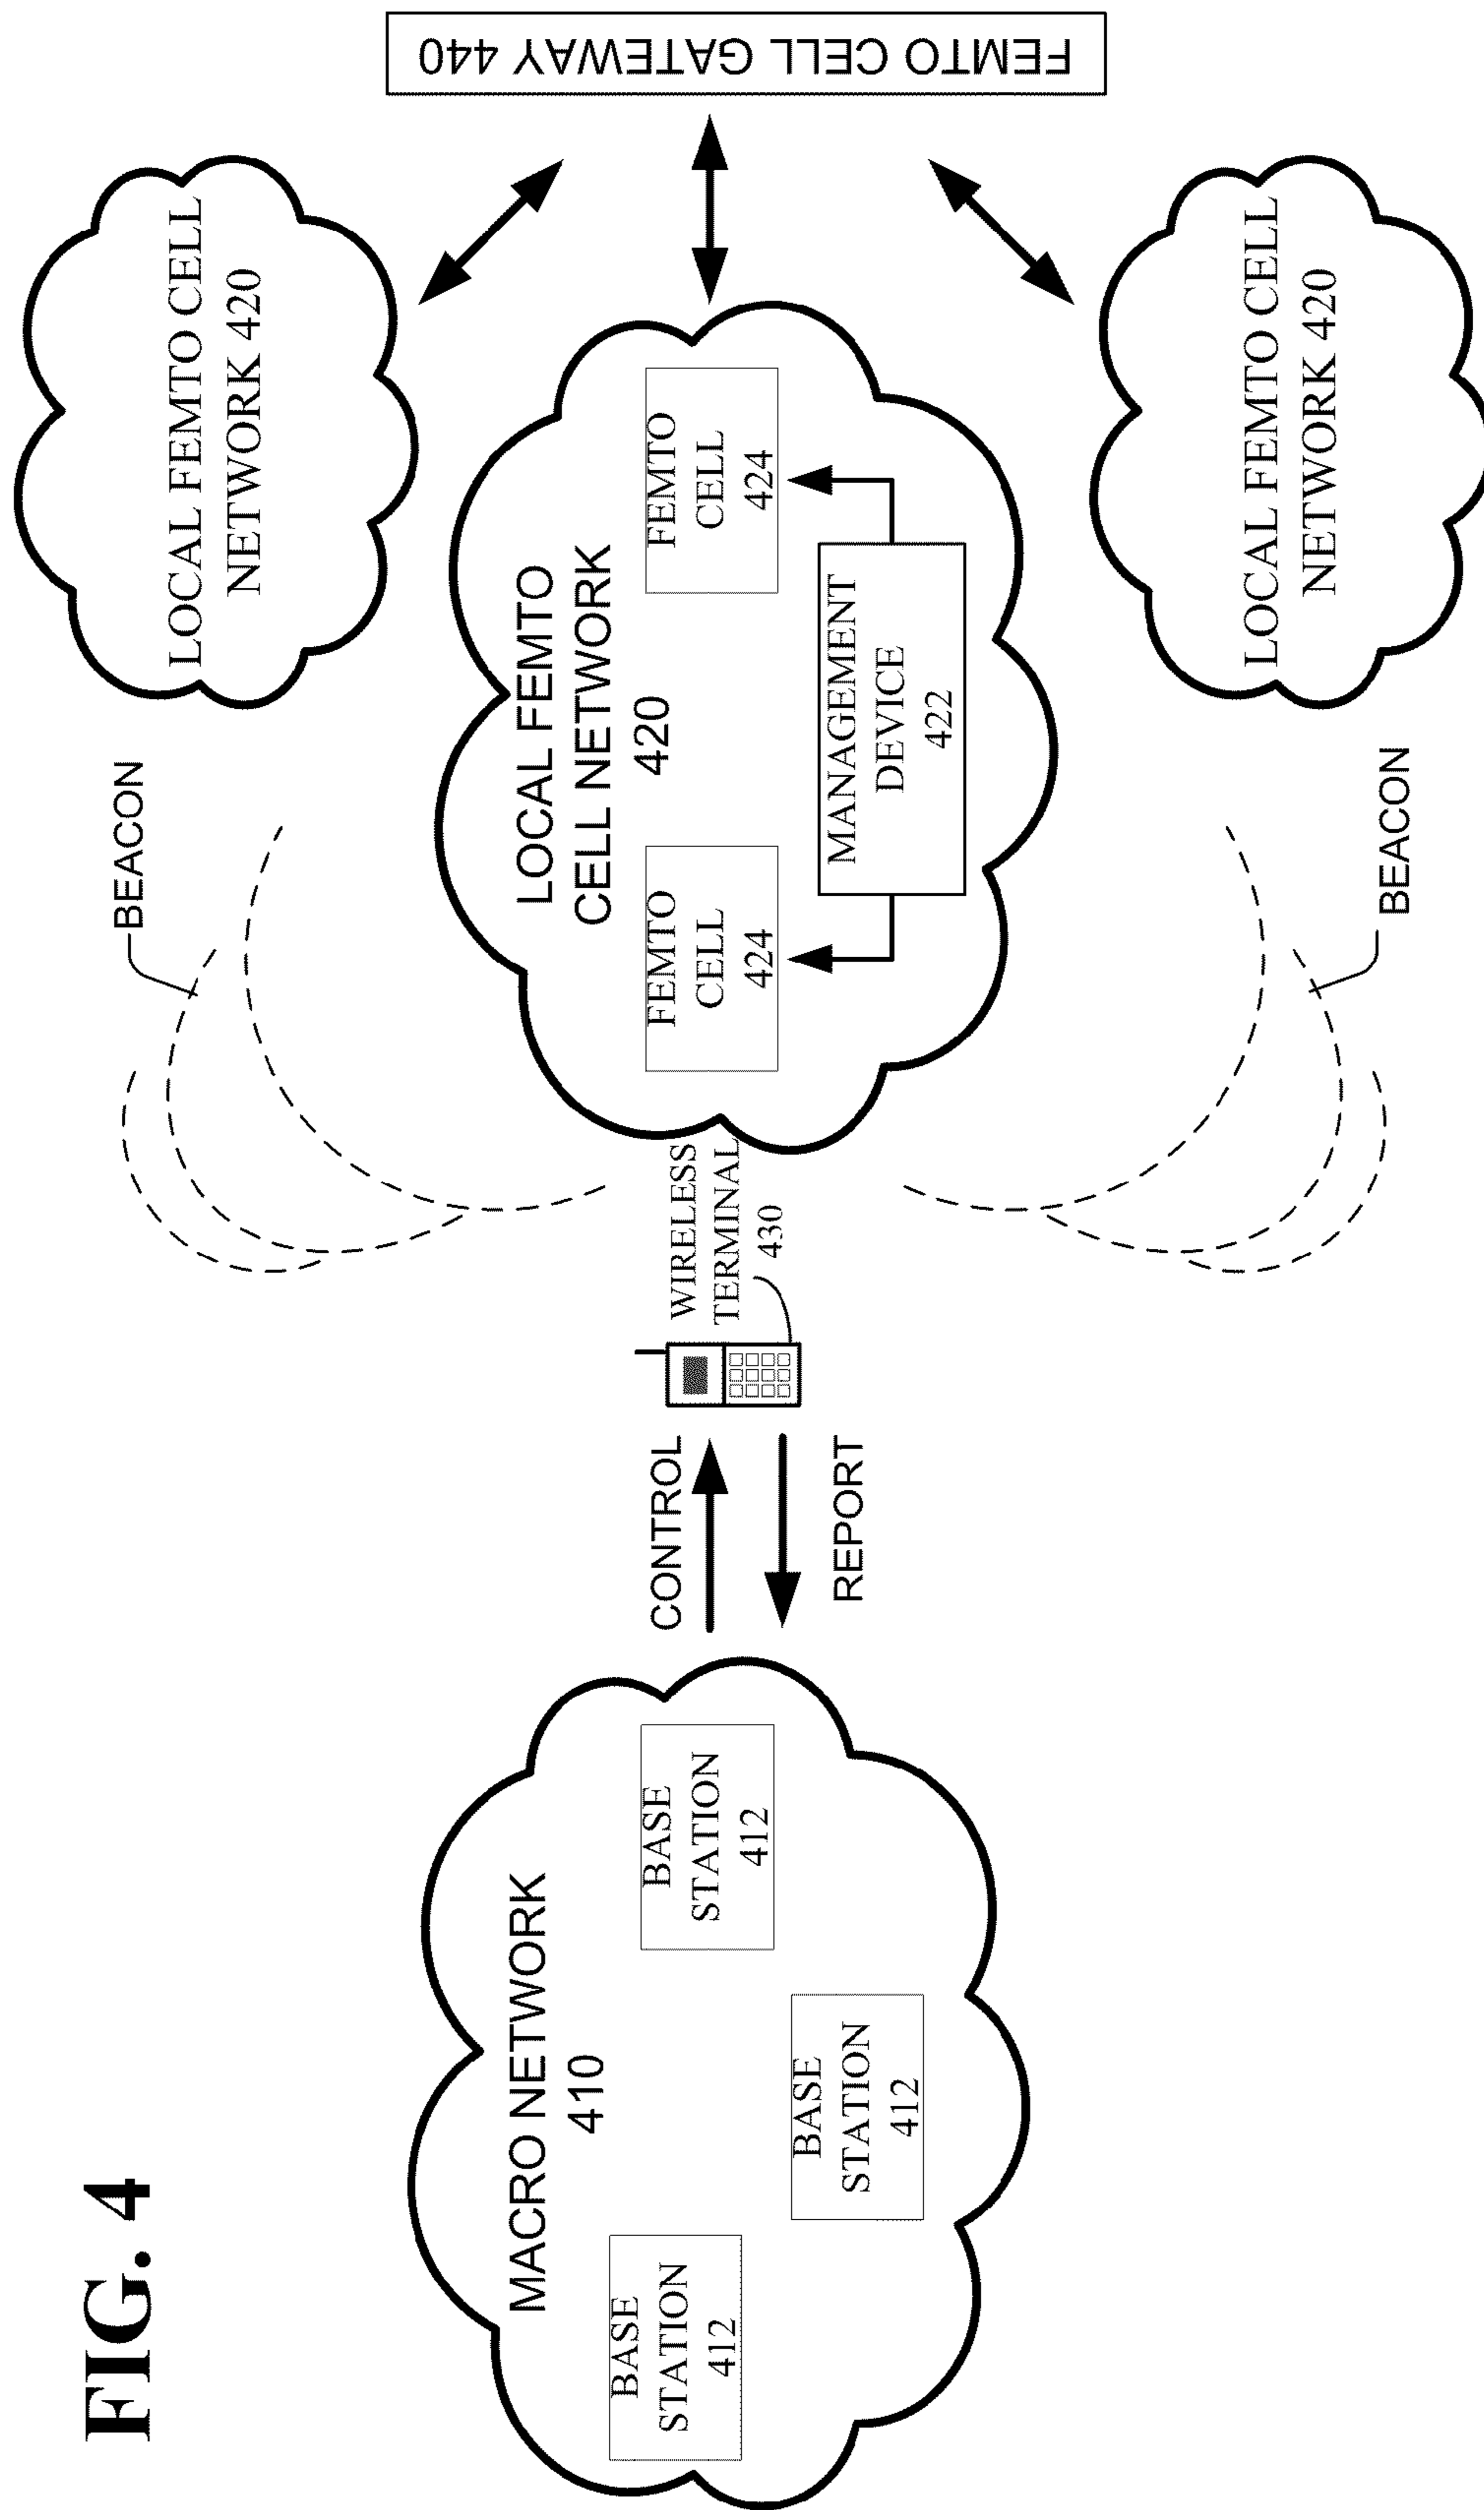 FIG. 4
MACRO NETWORK
410
BASE
STATION
412
BASE
STATION
412
BASE
STATION
412
CONTROL
REPORT
WIRELESS
TERMINAL
430
BEACON
BEACON
LOCAL FEMTO
CELL NETWORK
420
FEMTO
CELL
424
FEMTO
CELL
424
MANAGEMENT
DEVICE
422
LOCAL FEMTO CELL
NETWORK 420
LOCAL FEMTO CELL
NETWORK 420
FEMTO CELL GATEWAY 440